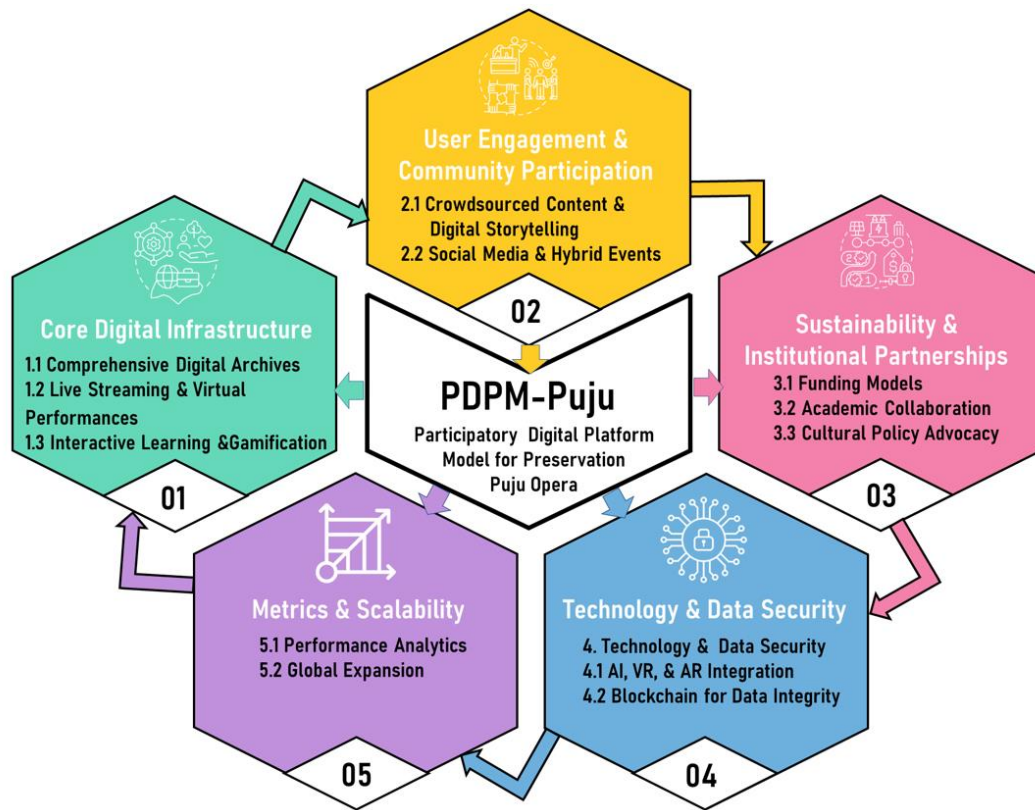 User Engagement &
Community Participation
2.1 Crowdsourced Content &
Digital Storytelling
2.2 Social Media & Hybrid Events
02
Core Digital Infrastructure
1.1 Comprehensive Digital Archives
1.2 Live Streaming & Virtual
Performances
1.3 Interactive Learning &Gamification
01
PDPM-Puju
Participatory Digital Platform
Model for Preservation
Puju Opera
Sustainability &
Institutional Partnerships
3.1 Funding Models
3.2 Academic Collaboration
3.3 Cultural Policy Advocacy
03
Technology & Data Security
4. Technology & Data Security
4.1 AI, VR, & AR Integration
4.2 Blockchain for Data Integrity
04
Metrics & Scalability
5.1 Performance Analytics
5.2 Global Expansion
05